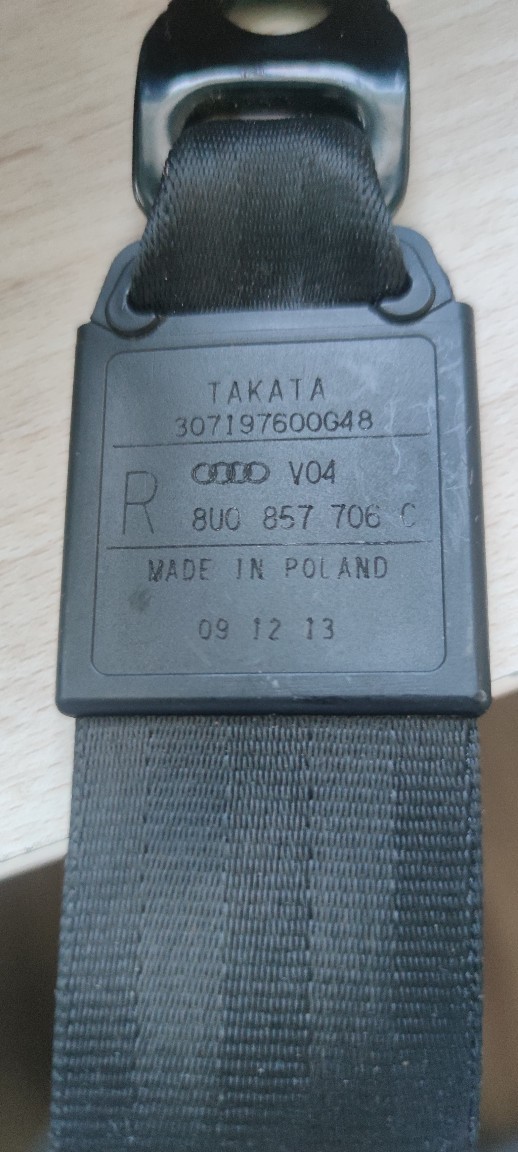 TAKATA
307197600G48
R
V04
8U0 857 706 C
MADE IN POLAND
09 12 13